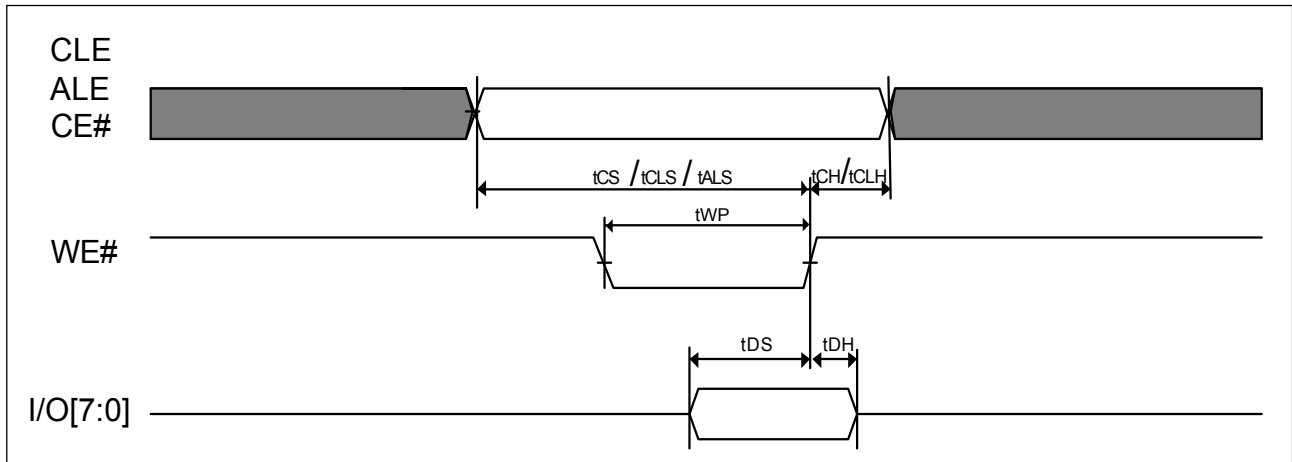 CLE
ALE
CE#
tCS / tCLS / tALS
tCH/tCLH
tWP
WE#
tDS
tDH
I/O[7:0]